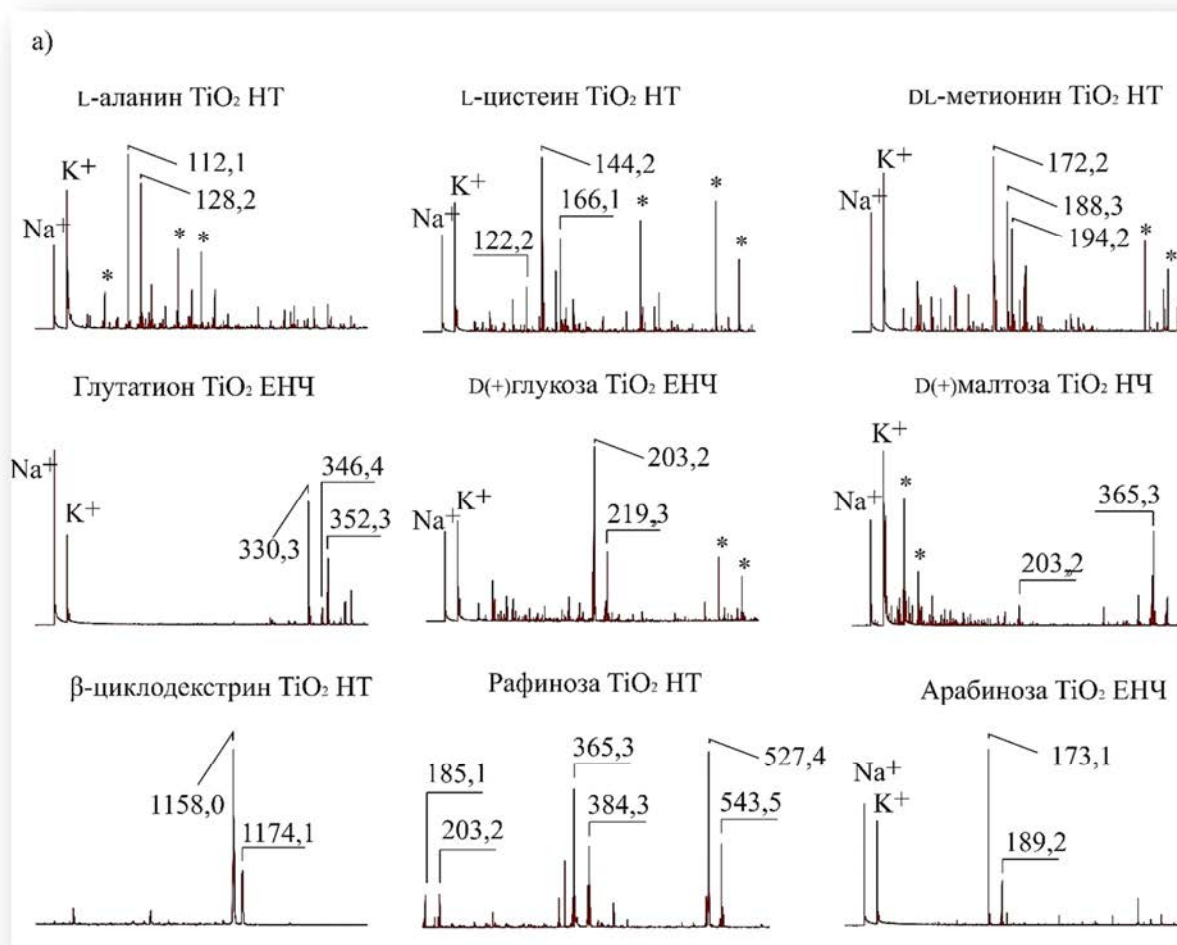 а)
L-аланин TiO₂ НТ
K⁺
Na⁺
112,1
128,2
*
*
*
L-цистеин TiO₂ НТ
K⁺
Na⁺
144,2
166,1
122,2
*
*
*
DL-метионин TiO₂ НТ
K⁺
Na⁺
172,2
188,3
194,2
*
*
Глутатион TiO₂ ЕНЧ
Na⁺
K⁺
346,4
352,3
330,3
D(+)глюкоза TiO₂ ЕНЧ
K⁺
Na⁺
203,2
219,3
*
*
D(+)малтоза TiO₂ НЧ
K⁺
Na⁺
*
*
365,3
203,2
β-циклодекстрин TiO₂ НТ
1158,0
1174,1
Рафиноза TiO₂ НТ
185,1
203,2
365,3
384,3
527,4
543,5
Арабиноза TiO₂ ЕНЧ
Na⁺
K⁺
173,1
189,2